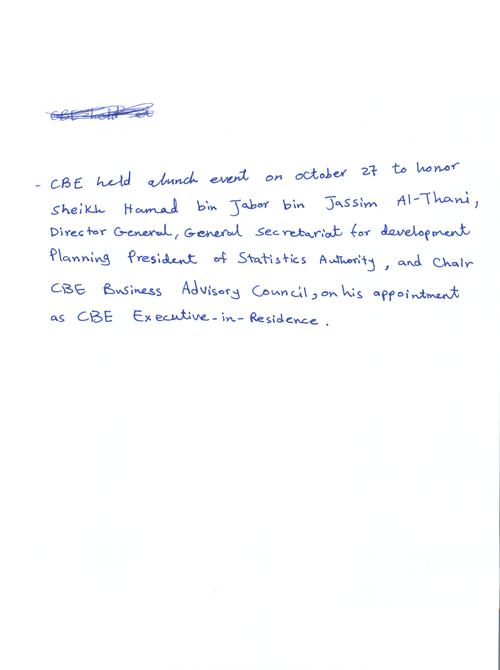 - CBE held alunch event on october 27 to honor
sheikh Hamad bin Jabor bin Jassim Al-Thani,
Director General, General secretariat for development
Planning President of Statistics Authority, and Chair
CBE Business Advisory Council, on his appointment
as CBE Executive-in-Residence.